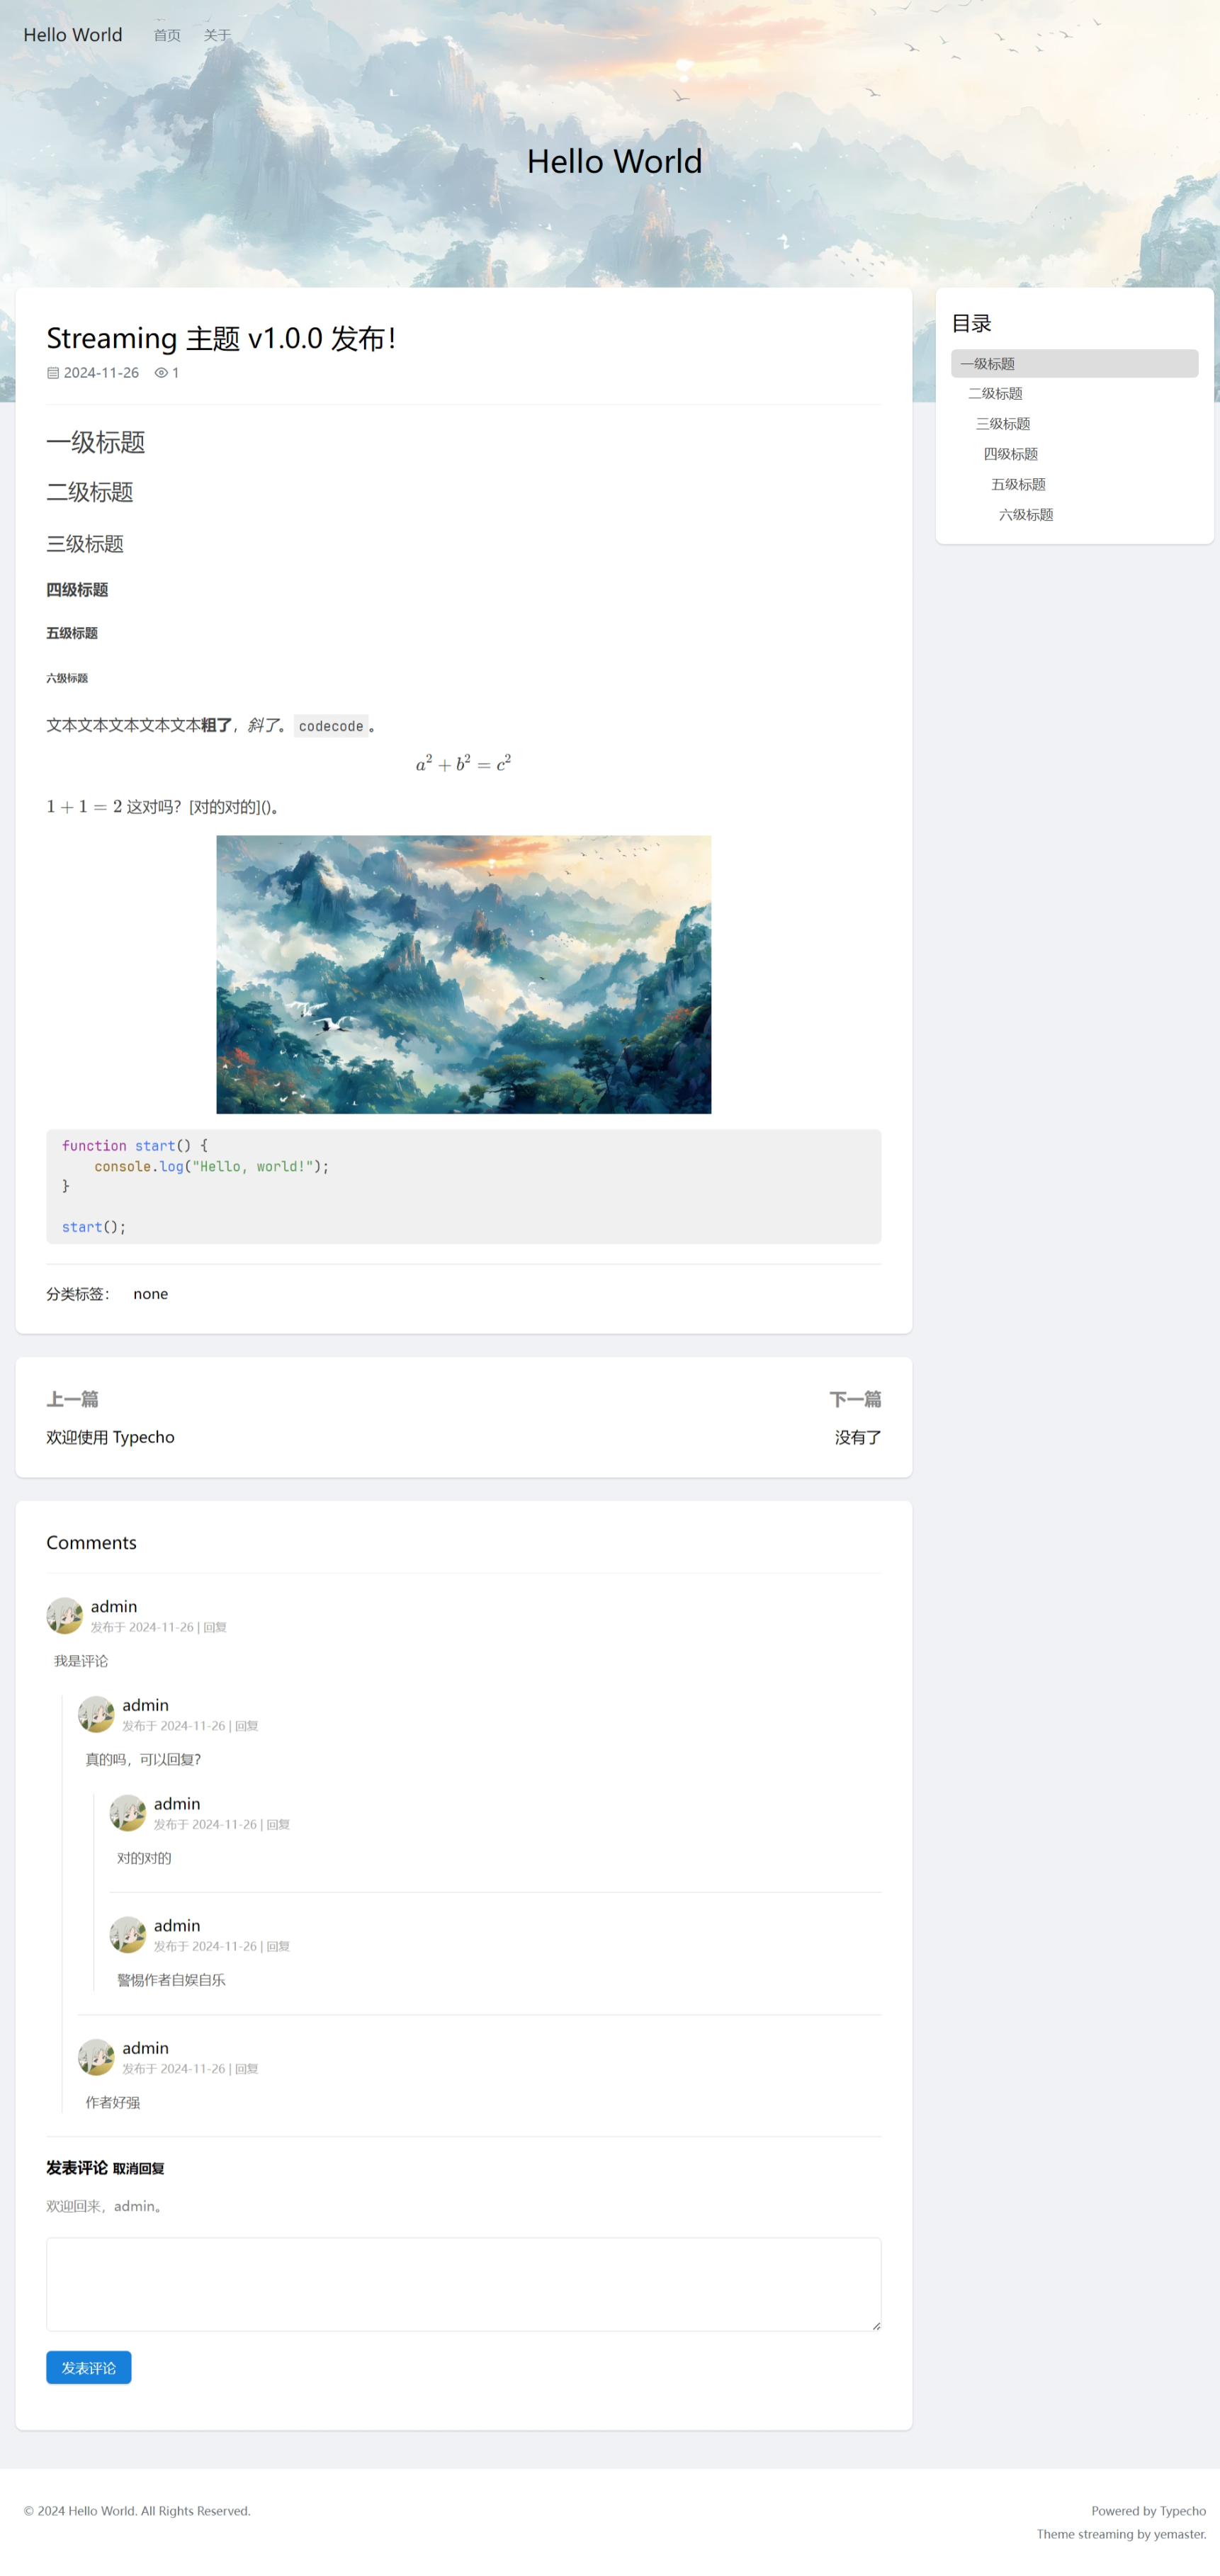 Hello World 首页 关于
Hello World
Streaming 主题 v1.0.0 发布！
2024-11-26 1
一级标题
二级标题
三级标题
四级标题
五级标题
六级标题
文本文本文本文本文本粗了，斜了。codecode。
a² + b² = c²
1 + 1 = 2 这对吗？[对的对的]()。
function start() {
    console.log("Hello, world!");
}
start();
分类标签： none
目录
一级标题
二级标题
三级标题
四级标题
五级标题
六级标题
上一篇 下一篇
欢迎使用 Typecho 没有了
Comments
admin
发布于 2024-11-26 | 回复
我是评论
admin
发布于 2024-11-26 | 回复
真的吗，可以回复?
admin
发布于 2024-11-26 | 回复
对的对的
admin
发布于 2024-11-26 | 回复
警惕作者自娱自乐
admin
发布于 2024-11-26 | 回复
作者好强
发表评论 取消回复
欢迎回来，admin。
发表评论
© 2024 Hello World. All Rights Reserved. Powered by Typecho
Theme streaming by yemaster.